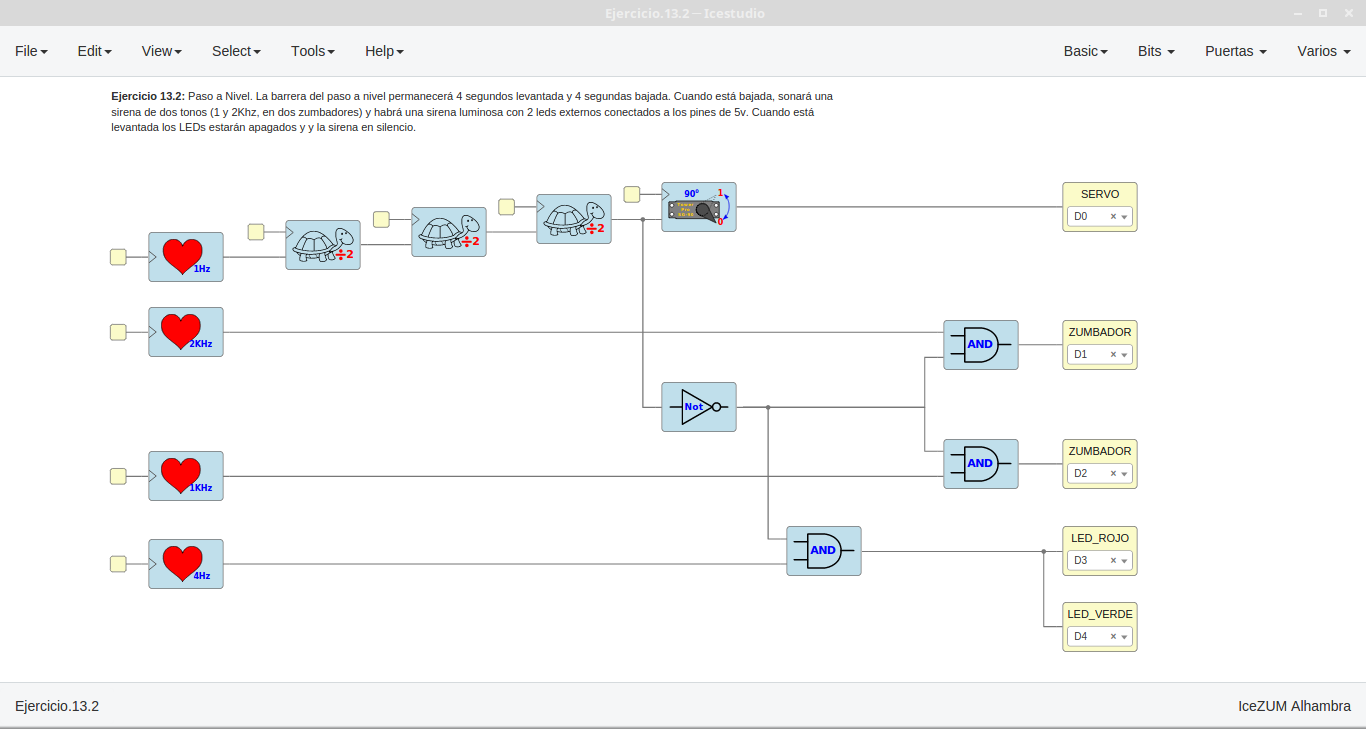 Ejercicio.13.2 – Icestudio
File Edit View Select Tools Help Basic Bits Puertas Varios
Ejercicio 13.2: Paso a Nivel. La barrera del paso a nivel permanecerá 4 segundos levantada y 4 segundas bajada. Cuando está bajada, sonará una
sirena de dos tonos (1 y 2Khz, en dos zumbadores) y habrá una sirena luminosa con 2 leds externos conectados a los pines de 5v. Cuando está
levantada los LEDs estarán apagados y y la sirena en silencio.
90º 1
0
SERVO
D0
÷2
÷2
÷2
1Hz
2KHz
AND
ZUMBADOR
D1
Not
1KHz
AND
ZUMBADOR
D2
4Hz
AND
LED_ROJO
D3
LED_VERDE
D4
Ejercicio.13.2
IceZUM Alhambra